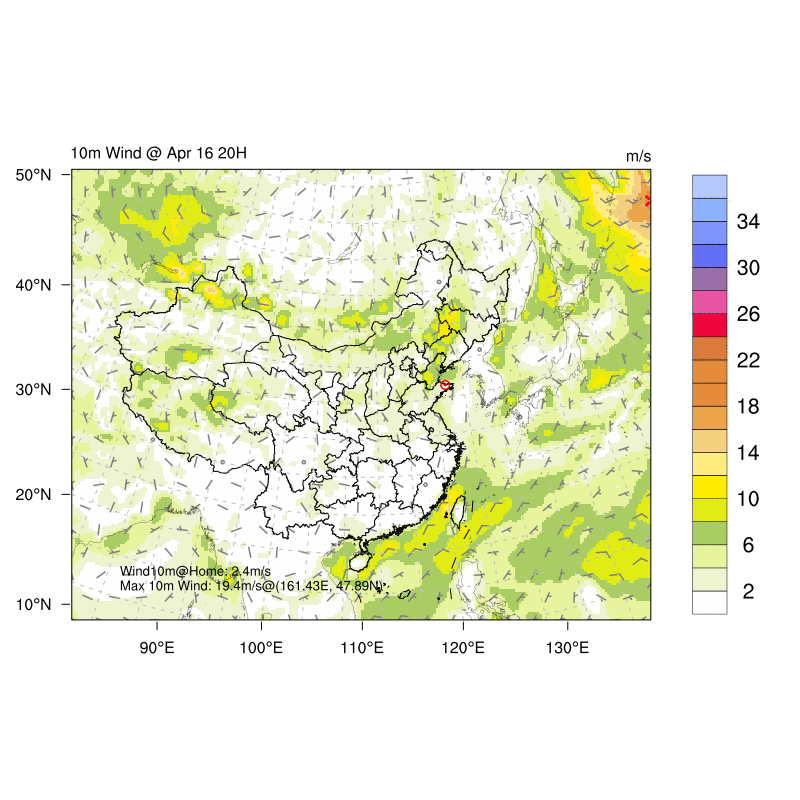 10m Wind @ Apr 16 20H
m/s
50°N
40°N
30°N
20°N
10°N
90°E
100°E
110°E
120°E
130°E
34
30
26
22
18
14
10
6
2
Wind10m@Home: 2.4m/s
Max 10m Wind: 19.4m/s@(161.43E, 47.89N)